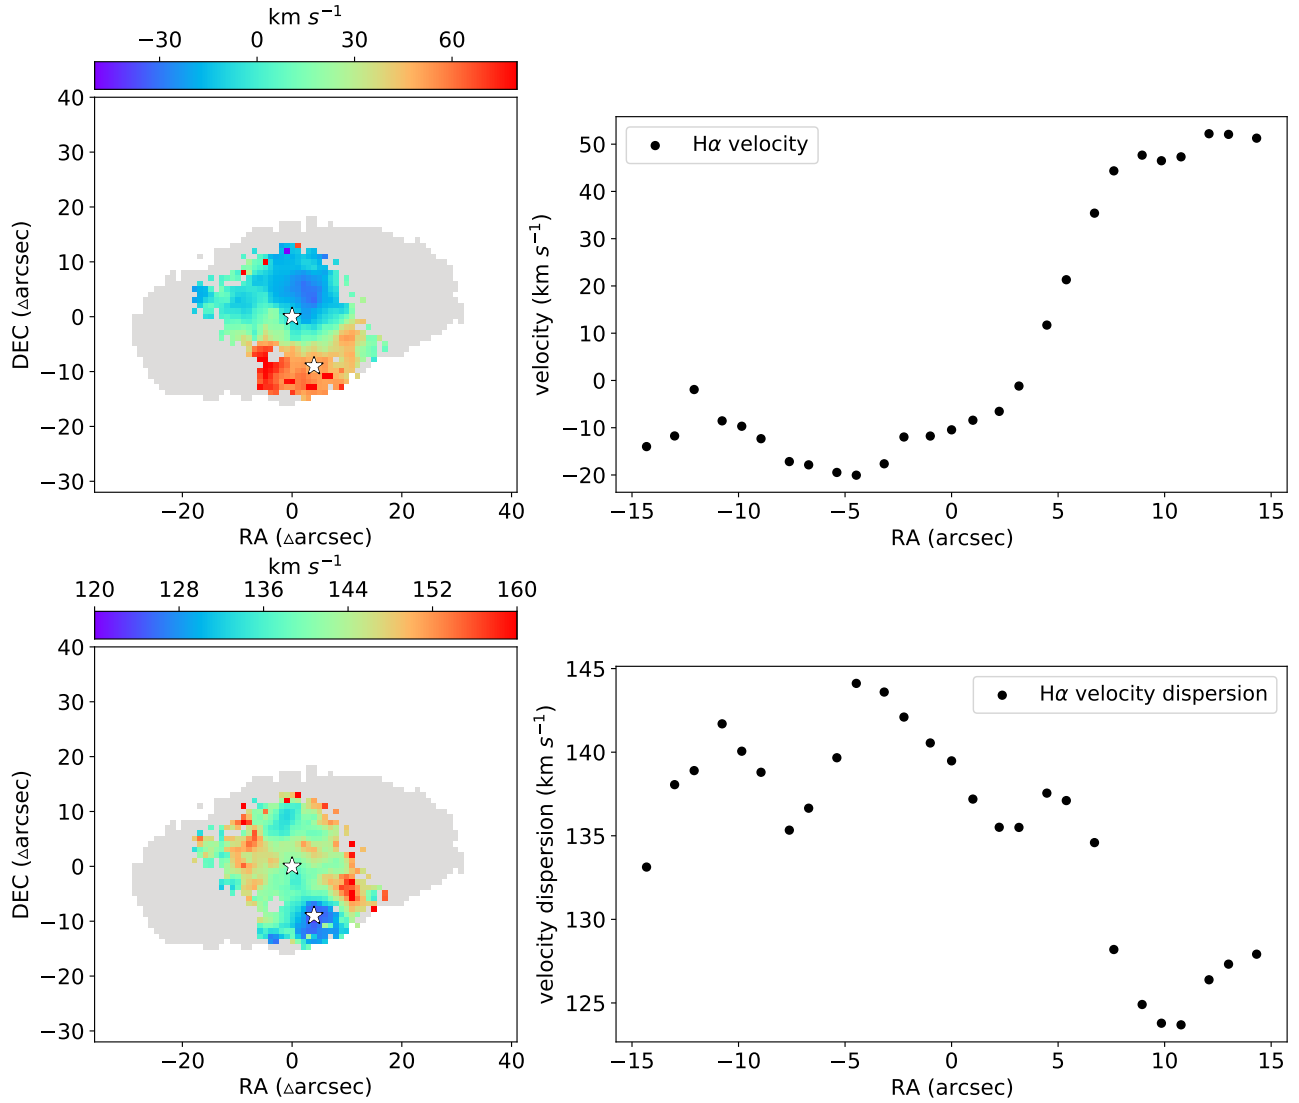 km s⁻¹
−30 0 30 60
40
30
20
10
0
−10
−20
−30
DEC (△arcsec)
−20 0 20 40
RA (△arcsec)
Hα velocity
50
40
30
20
10
0
−10
−20
velocity (km s⁻¹)
−15 −10 −5 0 5 10 15
RA (arcsec)
km s⁻¹
120 128 136 144 152 160
40
30
20
10
0
−10
−20
−30
DEC (△arcsec)
−20 0 20 40
RA (△arcsec)
Hα velocity dispersion
145
140
135
130
125
velocity dispersion (km s⁻¹)
−15 −10 −5 0 5 10 15
RA (arcsec)